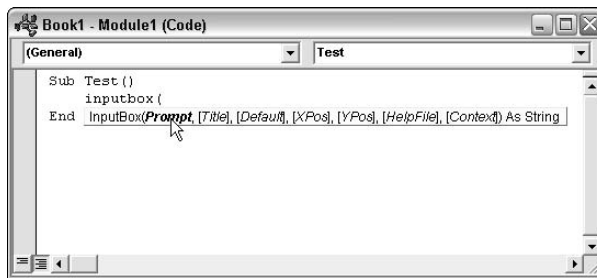 Book1 - Module1 (Code)
(General) Test
Sub Test()
inputbox(
End InputBox(Prompt, [Title], [Default], [XPos], [YPos], [HelpFile], [Context]) As String